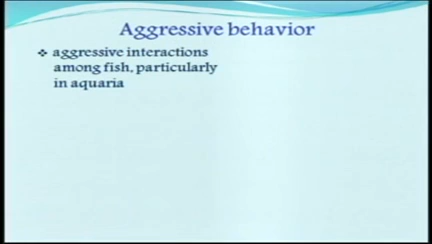 Aggressive behavior
❖ aggressive interactions
among fish, particularly
in aquaria